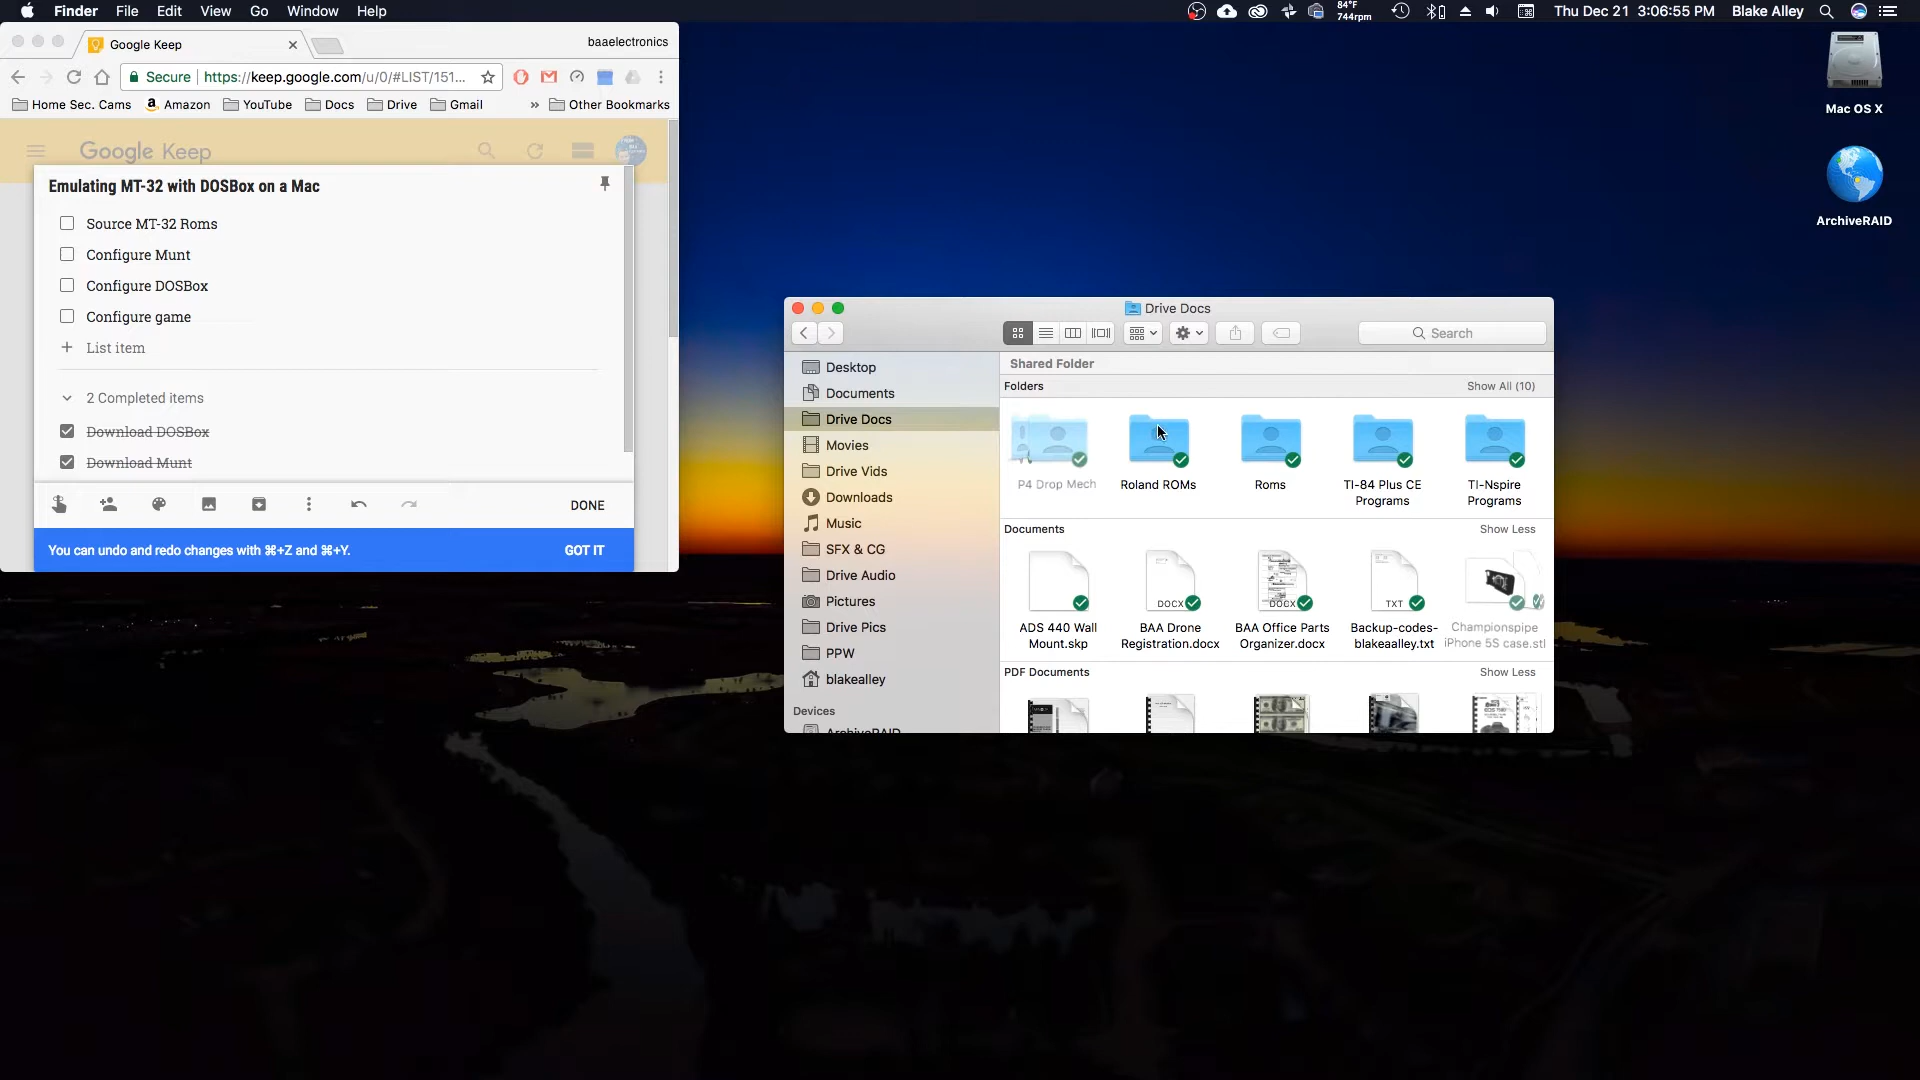 Finder File Edit View Go Window Help
84°F
744rpm
Thu Dec 21 3:06:55 PM Blake Alley
Google Keep
baaelectronics
Secure https://keep.google.com/u/0/#LIST/151...
Home Sec. Cams Amazon YouTube Docs Drive Gmail » Other Bookmarks
Google Keep
Emulating MT-32 with DOSBox on a Mac
Source MT-32 Roms
Configure Munt
Configure DOSBox
Configure game
+ List item
2 Completed items
Download DOSBox
Download Munt
DONE
You can undo and redo changes with ⌘+Z and ⌘+Y.
GOT IT
Mac OS X
ArchiveRAID
Drive Docs
Search
Desktop
Documents
Drive Docs
Movies
Drive Vids
Downloads
Music
SFX & CG
Drive Audio
Pictures
Drive Pics
PPW
blakealley
Devices
ArchiveRAID
Shared Folder
Folders
Show All (10)
P4 Drop Mech
Roland ROMs
Roms
TI-84 Plus CE
Programs
TI-Nspire
Programs
Documents
Show Less
DOCX
DOCX
TXT
ADS 440 Wall
Mount.skp
BAA Drone
Registration.docx
BAA Office Parts
Organizer.docx
Backup-codes-
blakealley.txt
Championspipe
iPhone 5S case.stl
PDF Documents
Show Less